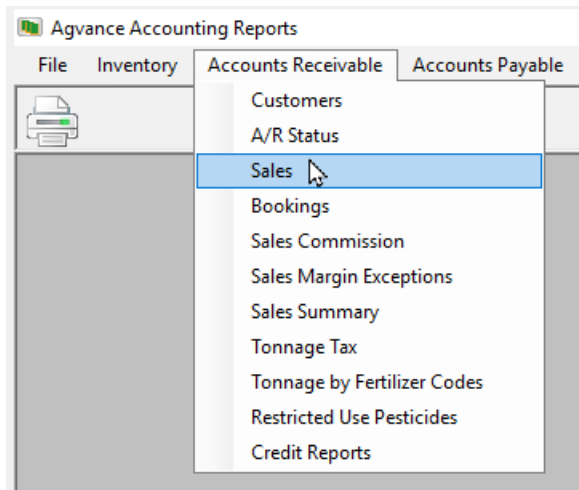 Agvance Accounting Reports
File Inventory Accounts Receivable Accounts Payable
Customers
A/R Status
Sales
Bookings
Sales Commission
Sales Margin Exceptions
Sales Summary
Tonnage Tax
Tonnage by Fertilizer Codes
Restricted Use Pesticides
Credit Reports